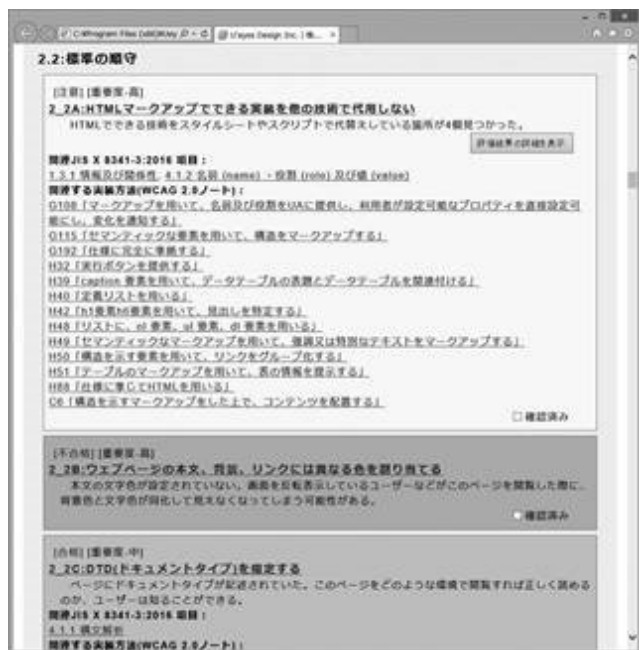 2.2:標準の順守
[注釈] [重要度-高]
2_2A:HTMLマークアップでできる実装を他の技術で代用しない
HTMLでできる技術をスタイルシートやスクリプトで代替えしている箇所が4個見つかった。
評価結果の詳細を表示
関連JIS X 8341-3:2016 項目：
1.3.1 情報及び関係性, 4.1.2 名前 (name) ・役割 (role) 及び値 (value)
関連する実装方法(WCAG 2.0ノート)：
G108「マークアップを用いて、名前及び役割をUAに提供し、利用者が設定可能なプロパティを直接設定可
能にし、変化を通知する」
G115「セマンティックな要素を用いて、構造をマークアップする」
G192「仕様に完全に準拠する」
H32「実行ボタンを提供する」
H39「caption 要素を用いて、データテーブルの表題とデータテーブルを関連付ける」
H40「定義リストを用いる」
H42「h1要素h6要素を用いて、見出しを特定する」
H48「リストに、ol 要素、ul 要素、dl 要素を用いる」
H49「セマンティックなマークアップを用いて、強調又は特別なテキストをマークアップする」
H50「構造を示す要素を用いて、リンクをグループ化する」
H51「テーブルのマークアップを用いて、表の情報を提示する」
H88「仕様に準じてHTMLを用いる」
C6「構造を示すマークアップをした上で、コンテンツを配置する」
確認済み
[不合格] [重要度-高]
2_2B:ウェブページの本文、背景、リンクには異なる色を割り当てる
本文の文字色が設定されていない。画面を反転表示しているユーザーなどがこのページを閲覧した際に、
背景色と文字色が同化して見えなくなってしまう可能性がある。
確認済み
[合格] [重要度-中]
2_2C:DTD(ドキュメントタイプ)を指定する
ページにドキュメントタイプが記述されていた。このページをどのような環境で閲覧すれば正しく読める
のか、ユーザーは知ることができる。
関連JIS X 8341-3:2016 項目：
4.1.1 構文解析
関連する実装方法(WCAG 2.0ノート)：